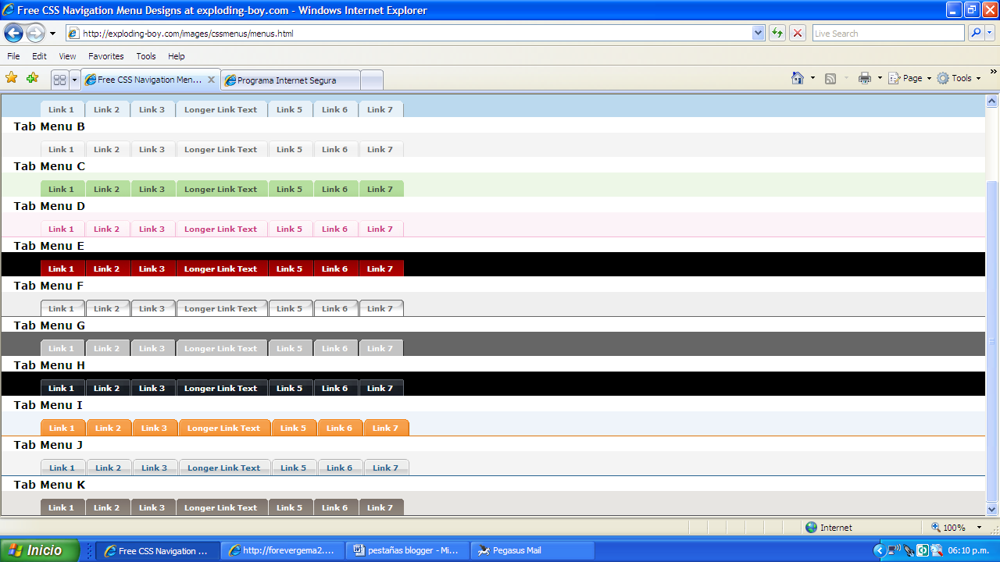 Free CSS Navigation Menu Designs at exploding-boy.com - Windows Internet Explorer
http://exploding-boy.com/images/cssmenus/menus.html
Live Search
File Edit View Favorites Tools Help
Free CSS Navigation Men... Programa Internet Segura
Page Tools »
Link 1 Link 2 Link 3 Longer Link Text Link 5 Link 6 Link 7
Tab Menu B
Link 1 Link 2 Link 3 Longer Link Text Link 5 Link 6 Link 7
Tab Menu C
Link 1 Link 2 Link 3 Longer Link Text Link 5 Link 6 Link 7
Tab Menu D
Link 1 Link 2 Link 3 Longer Link Text Link 5 Link 6 Link 7
Tab Menu E
Link 1 Link 2 Link 3 Longer Link Text Link 5 Link 6 Link 7
Tab Menu F
Link 1 Link 2 Link 3 Longer Link Text Link 5 Link 6 Link 7
Tab Menu G
Link 1 Link 2 Link 3 Longer Link Text Link 5 Link 6 Link 7
Tab Menu H
Link 1 Link 2 Link 3 Longer Link Text Link 5 Link 6 Link 7
Tab Menu I
Link 1 Link 2 Link 3 Longer Link Text Link 5 Link 6 Link 7
Tab Menu J
Link 1 Link 2 Link 3 Longer Link Text Link 5 Link 6 Link 7
Tab Menu K
Link 1 Link 2 Link 3 Longer Link Text Link 5 Link 6 Link 7
Internet 100%
Inicio Free CSS Navigation ... http://forevergema2.... pestañas blogger - Mi... Pegasus Mail 06:10 p.m.